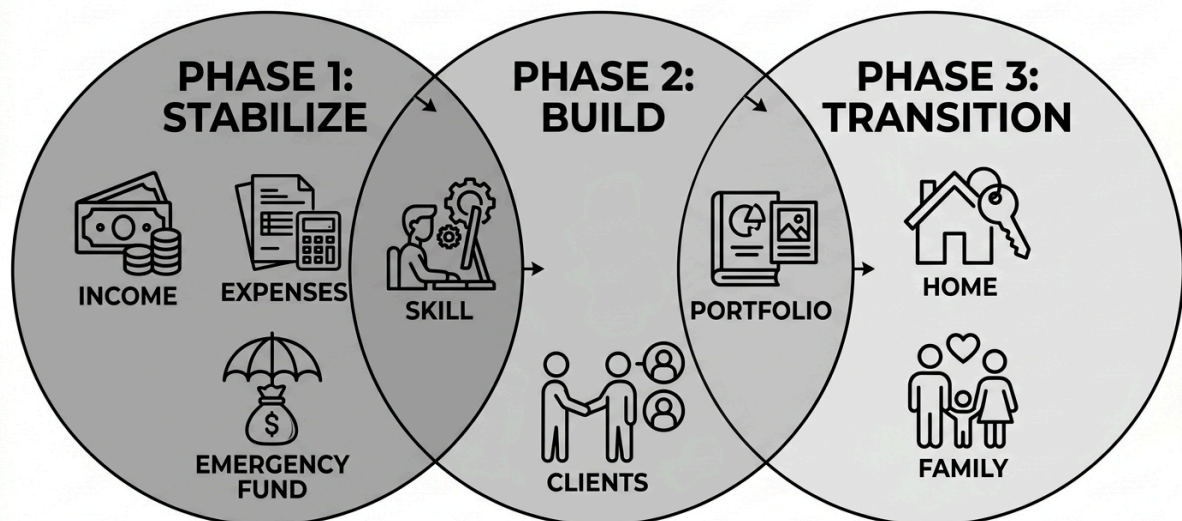 PHASE 1:
STABILIZE
INCOME
EXPENSES
EMERGENCY
FUND
SKILL
PHASE 2:
BUILD
CLIENTS
PORTFOLIO
PHASE 3:
TRANSITION
HOME
FAMILY
$